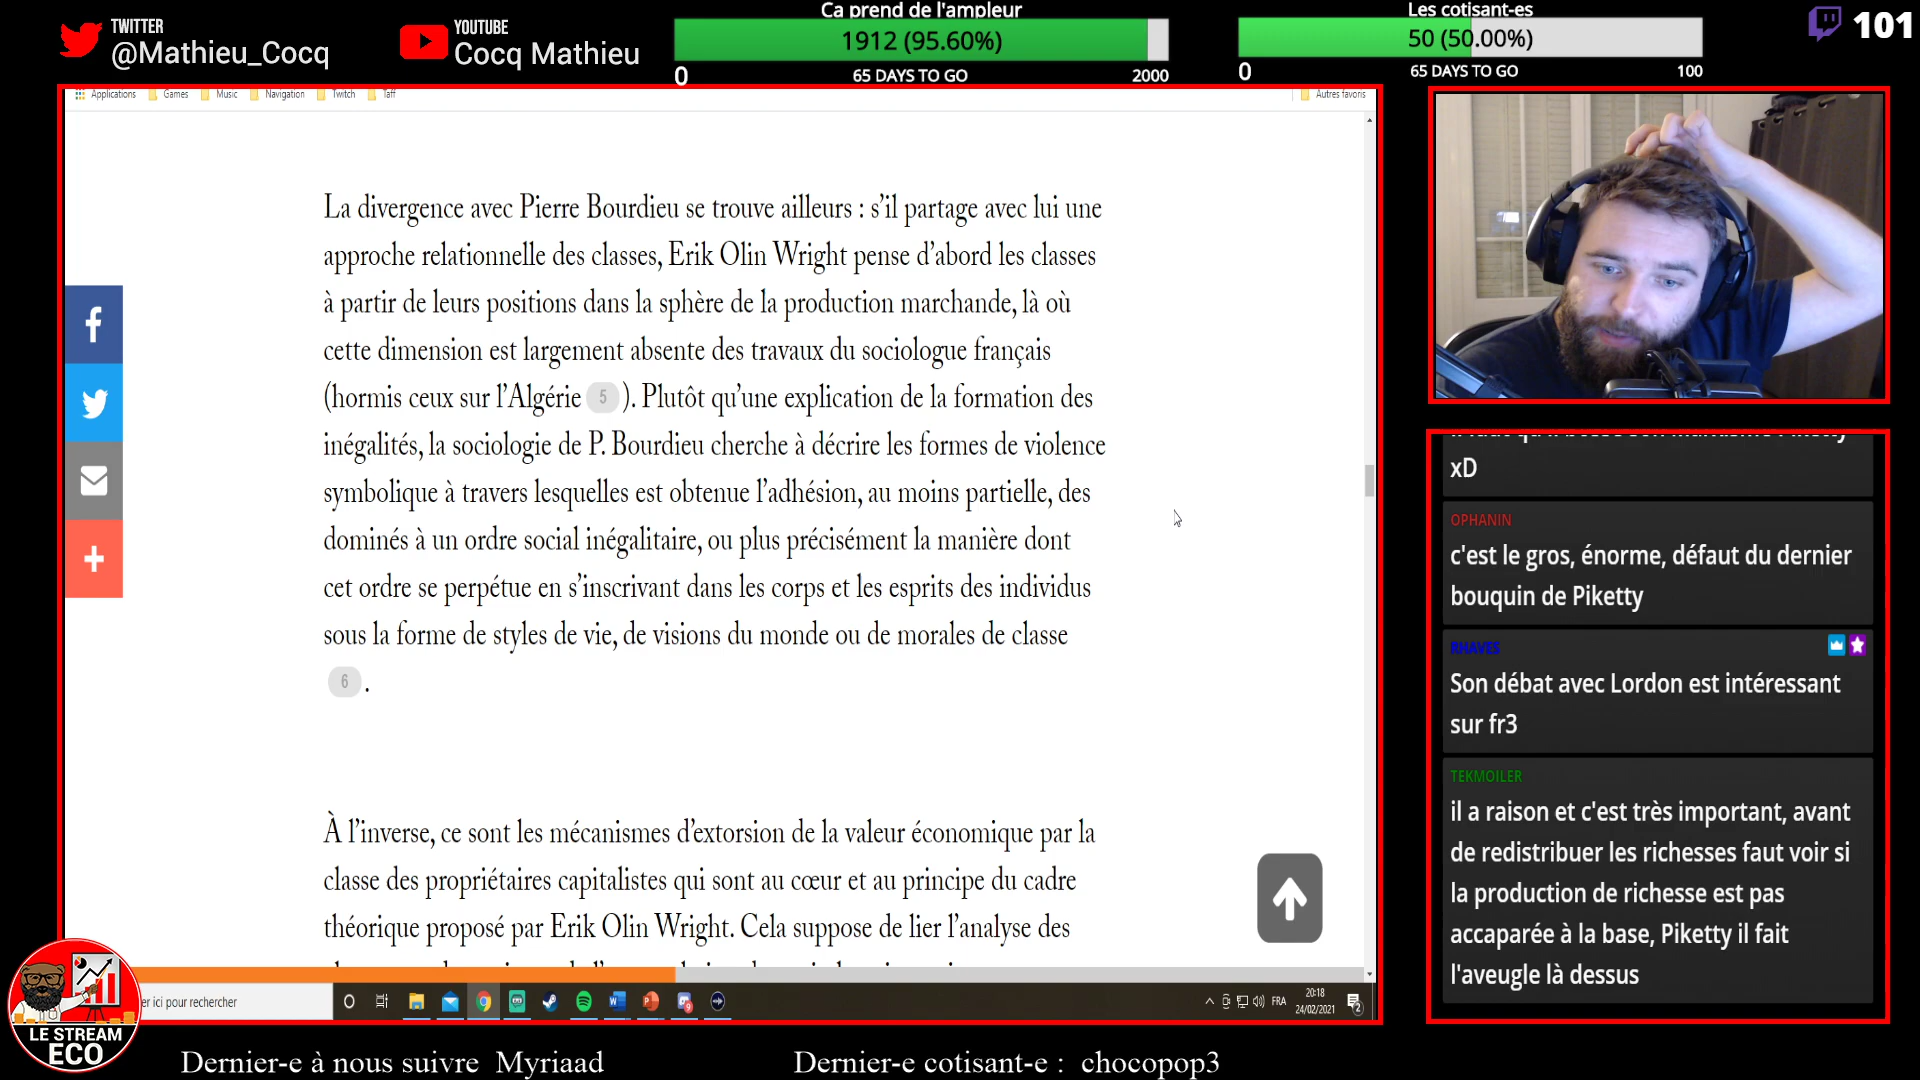 TWITTER
@Mathieu_Cocq
YOUTUBE
Cocq Mathieu
Ca prend de l'ampleur
1912 (95.60%)
0
65 DAYS TO GO
2000
Les cotisant-es
50 (50.00%)
0
65 DAYS TO GO
100
101
Applications
Games
Music
Navigation
Twitch
Taff
Autres favoris
La divergence avec Pierre Bourdieu se trouve ailleurs : s’il partage avec lui une
approche relationnelle des classes, Erik Olin Wright pense d’abord les classes
à partir de leurs positions dans la sphère de la production marchande, là où
cette dimension est largement absente des travaux du sociologue français
(hormis ceux sur l’Algérie 5 ). Plutôt qu’une explication de la formation des
inégalités, la sociologie de P. Bourdieu cherche à décrire les formes de violence
symbolique à travers lesquelles est obtenue l’adhésion, au moins partielle, des
dominés à un ordre social inégalitaire, ou plus précisément la manière dont
cet ordre se perpétue en s’inscrivant dans les corps et les esprits des individus
sous la forme de styles de vie, de visions du monde ou de morales de classe
6 .
À l’inverse, ce sont les mécanismes d’extorsion de la valeur économique par la
classe des propriétaires capitalistes qui sont au cœur et au principe du cadre
théorique proposé par Erik Olin Wright. Cela suppose de lier l’analyse des
xD
OPHANIN
c'est le gros, énorme, défaut du dernier
bouquin de Piketty
RHAVES
Son débat avec Lordon est intéressant
sur fr3
TEKMOILER
il a raison et c'est très important, avant
de redistribuer les richesses faut voir si
la production de richesse est pas
accaparée à la base, Piketty il fait
l'aveugle là dessus
er ici pour rechercher
FRA
20:18
24/02/2021
2
LE STREAM
ECO
Dernier-e à nous suivre Myriaad
Dernier-e cotisant-e : chocopop3